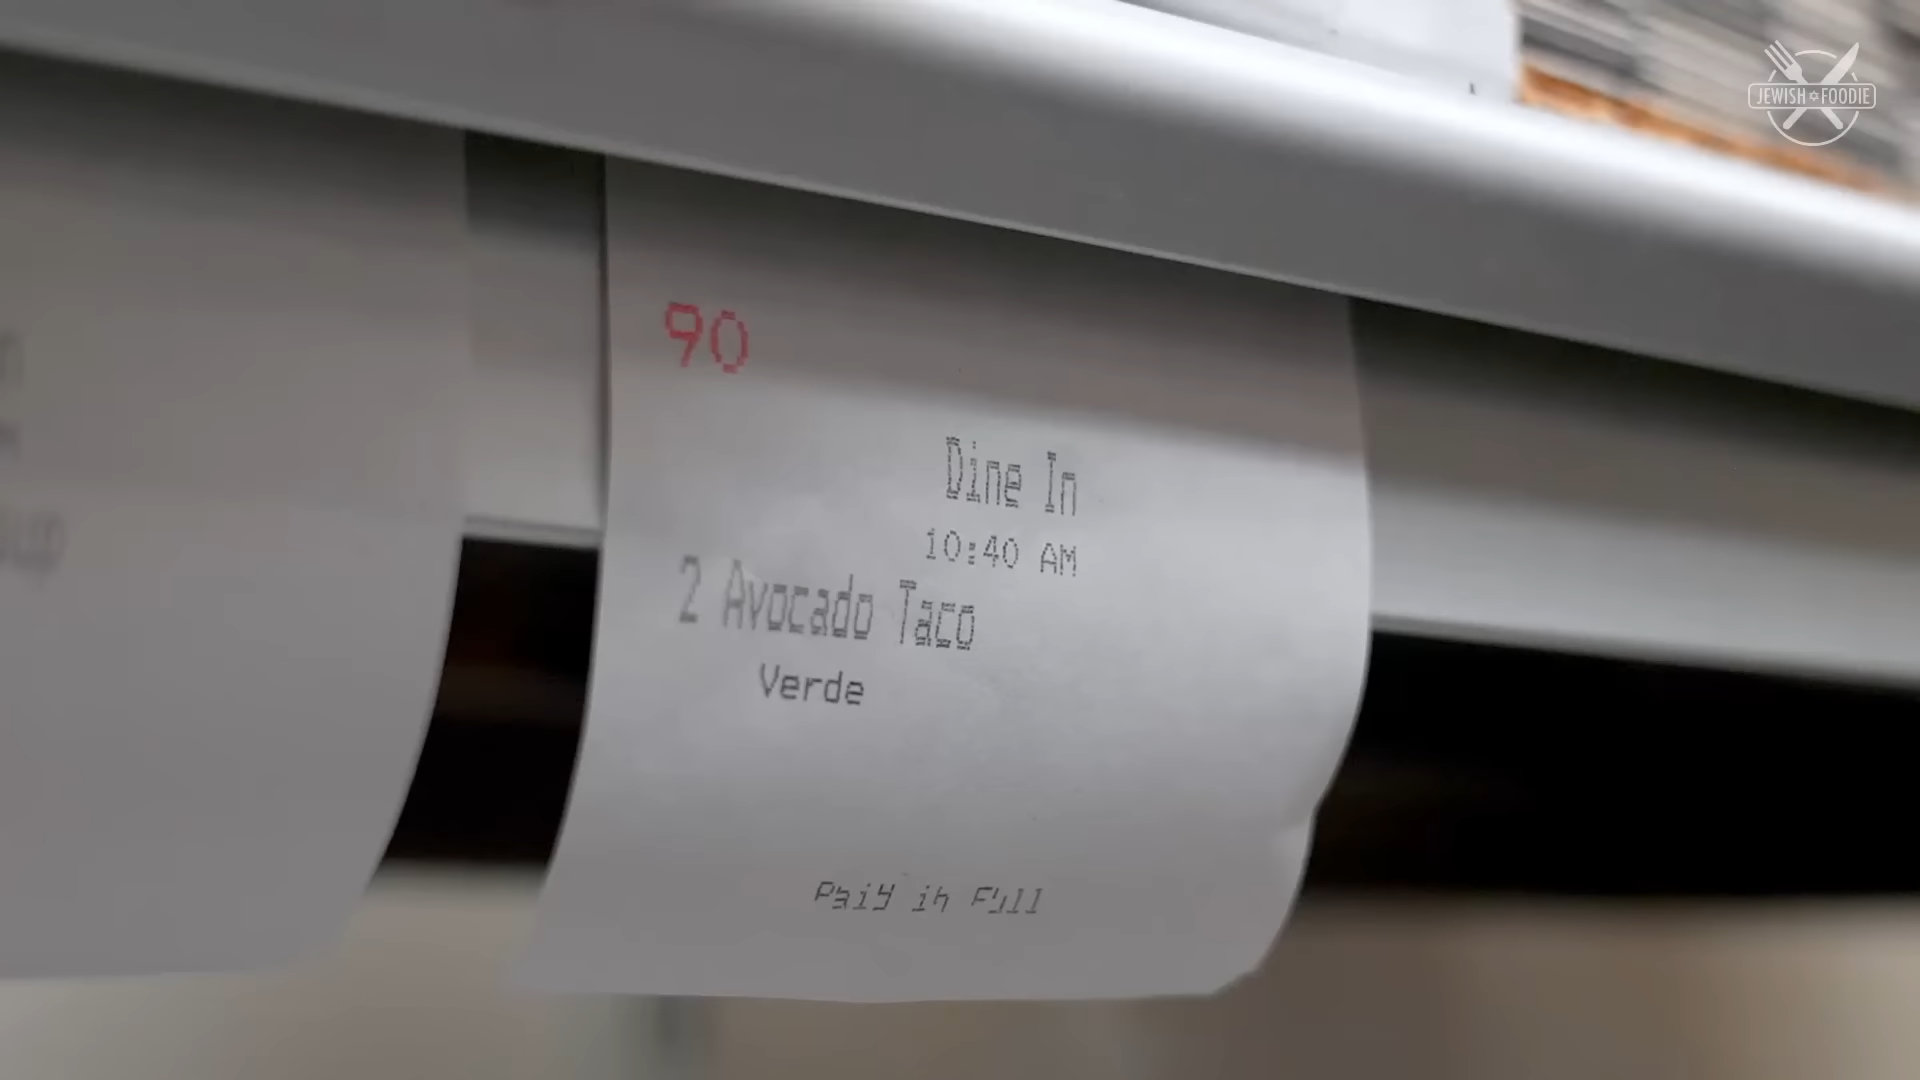 JEWISH FOODIE
90
Dine In
10:40 AM
2 Avocado Taco
Verde
Paid in Full